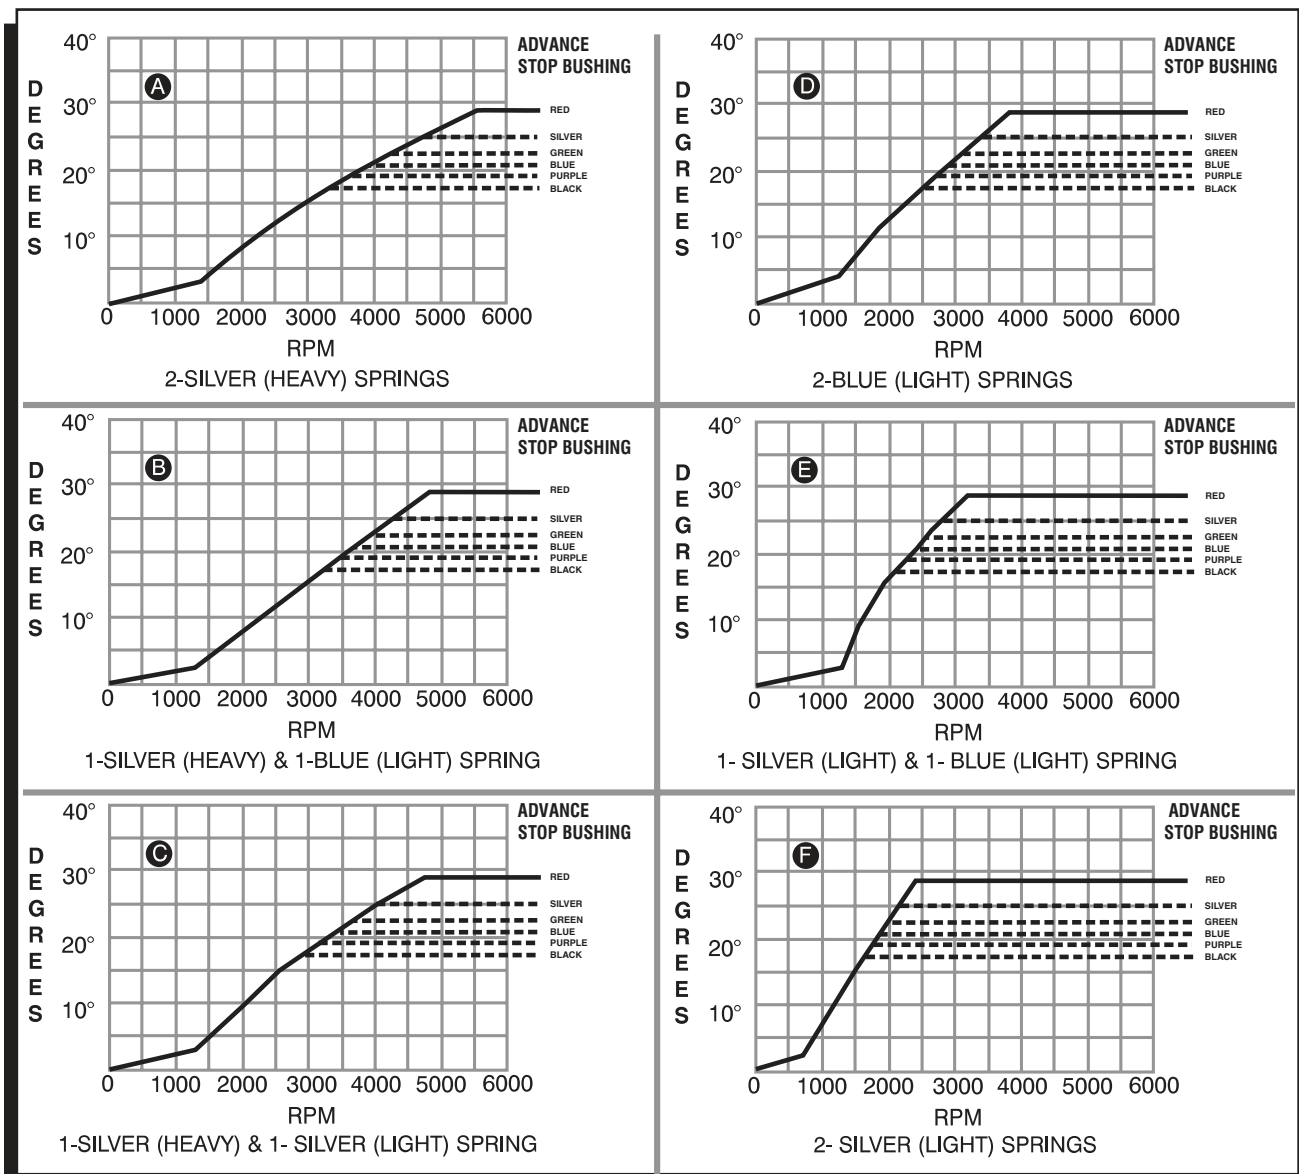 A
DEGREES
40°
30°
20°
10°
0 1000 2000 3000 4000 5000 6000
RPM
2-SILVER (HEAVY) SPRINGS
ADVANCE
STOP BUSHING
RED
SILVER
GREEN
BLUE
PURPLE
BLACK
D
DEGREES
40°
30°
20°
10°
0 1000 2000 3000 4000 5000 6000
RPM
2-BLUE (LIGHT) SPRINGS
ADVANCE
STOP BUSHING
RED
SILVER
GREEN
BLUE
PURPLE
BLACK
B
DEGREES
40°
30°
20°
10°
0 1000 2000 3000 4000 5000 6000
RPM
1-SILVER (HEAVY) & 1-BLUE (LIGHT) SPRING
ADVANCE
STOP BUSHING
RED
SILVER
GREEN
BLUE
PURPLE
BLACK
E
DEGREES
40°
30°
20°
10°
0 1000 2000 3000 4000 5000 6000
RPM
1- SILVER (LIGHT) & 1- BLUE (LIGHT) SPRING
ADVANCE
STOP BUSHING
RED
SILVER
GREEN
BLUE
PURPLE
BLACK
C
DEGREES
40°
30°
20°
10°
0 1000 2000 3000 4000 5000 6000
RPM
1-SILVER (HEAVY) & 1- SILVER (LIGHT) SPRING
ADVANCE
STOP BUSHING
RED
SILVER
GREEN
BLUE
PURPLE
BLACK
F
DEGREES
40°
30°
20°
10°
0 1000 2000 3000 4000 5000 6000
RPM
2- SILVER (LIGHT) SPRINGS
ADVANCE
STOP BUSHING
RED
SILVER
GREEN
BLUE
PURPLE
BLACK